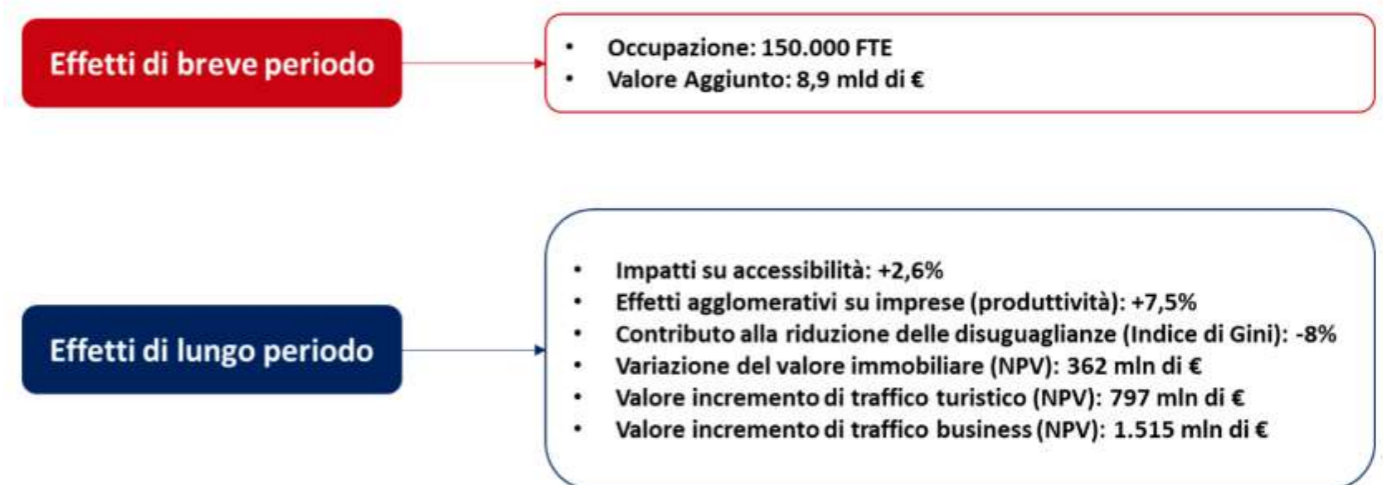 Effetti di breve periodo
• Occupazione: 150.000 FTE
• Valore Aggiunto: 8,9 mld di €
Effetti di lungo periodo
• Impatti su accessibilità: +2,6%
• Effetti agglomerativi su imprese (produttività): +7,5%
• Contributo alla riduzione delle disuguaglianze (Indice di Gini): -8%
• Variazione del valore immobiliare (NPV): 362 mln di €
• Valore incremento di traffico turistico (NPV): 797 mln di €
• Valore incremento di traffico business (NPV): 1.515 mln di €